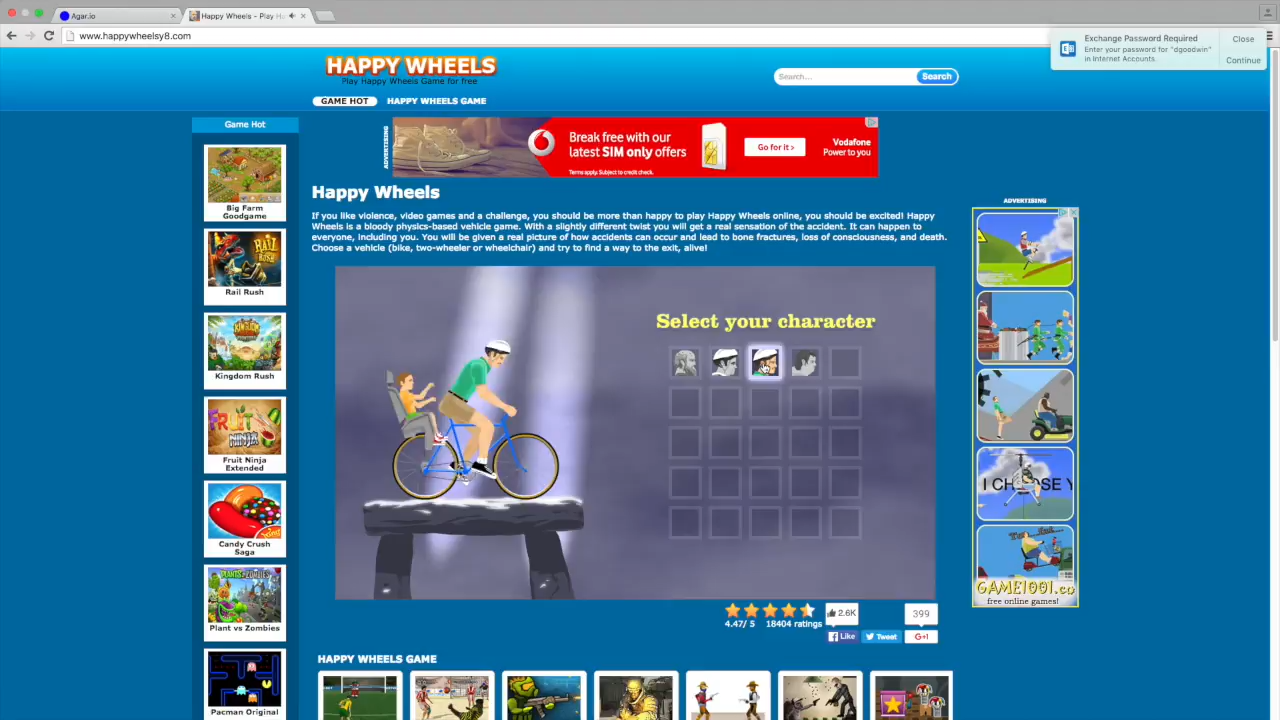 Agar.io
Happy Wheels - Play Ha
www.happywheelsy8.com
Exchange Password Required
Enter your password for "dgoodwin"
in Internet Accounts.
Close
Continue
HAPPY WHEELS
Play Happy Wheels Game for free
Search...
Search
GAME HOT
HAPPY WHEELS GAME
Game Hot
ADVERTISING
Break free with our
latest SIM only offers
Terms apply. Subject to credit check.
Go for it >
Vodafone
Power to you
Big Farm
Goodgame
Rail Rush
Kingdom Rush
Fruit Ninja
Extended
Candy Crush
Saga
Plant vs Zombies
Pacman Original
Happy Wheels
If you like violence, video games and a challenge, you should be more than happy to play Happy Wheels online, you should be excited! Happy
Wheels is a bloody physics-based vehicle game. With a slightly different twist you will get a real sensation of the accident. It can happen to
everyone, including you. You will be given a real picture of how accidents can occur and lead to bone fractures, loss of consciousness, and death.
Choose a vehicle (bike, two-wheeler or wheelchair) and try to find a way to the exit, alive!
Select your character
4.47/ 5
18404 ratings
2.6K
Like
Tweet
399
G+1
HAPPY WHEELS GAME
ADVERTISING
I CHOOSE Y
GAME1001.co
free online games!